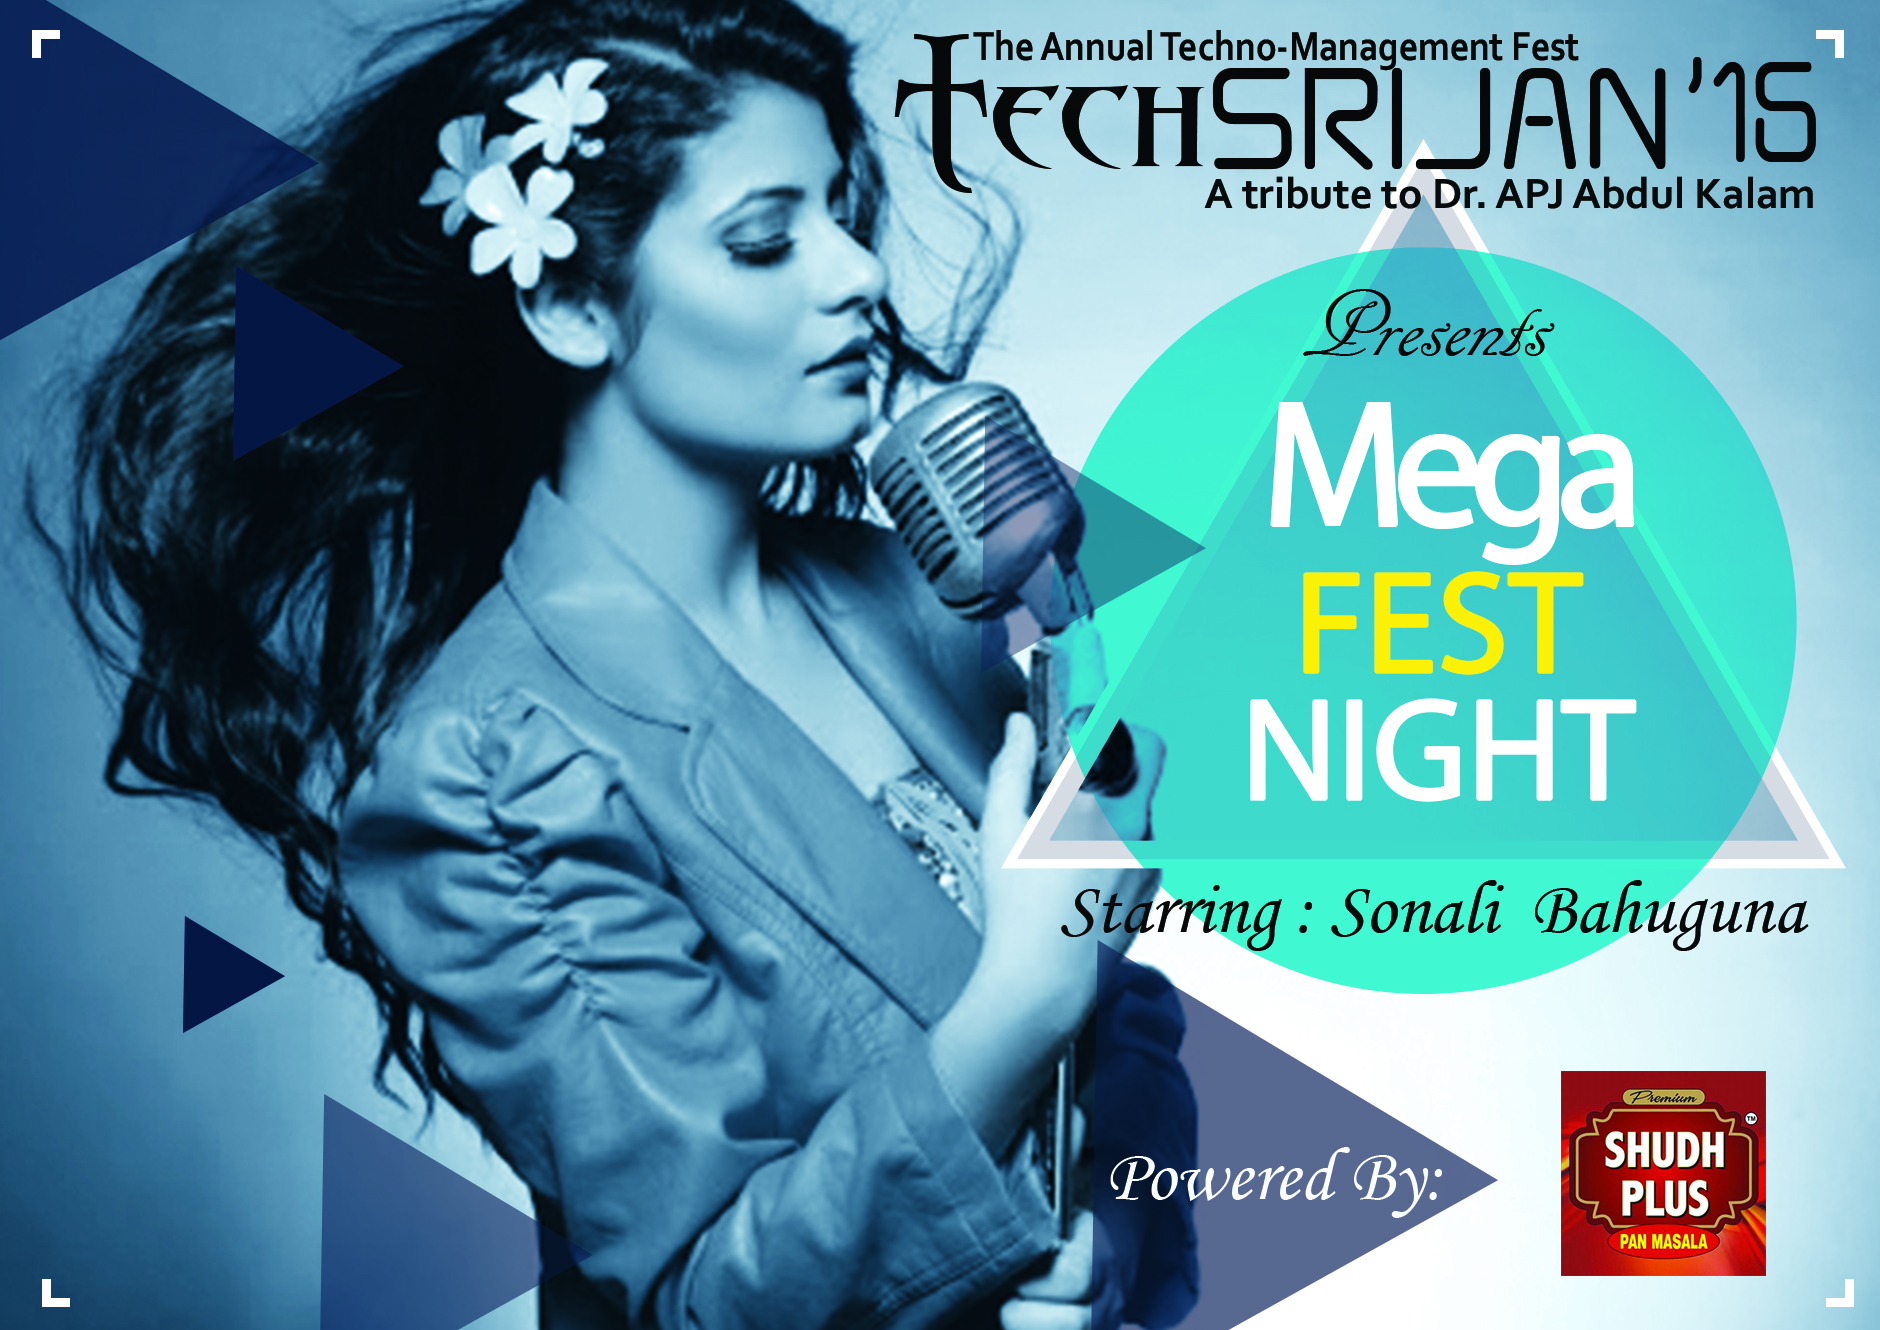 The Annual Techno-Management Fest
TECHSRIJAN '15
A tribute to Dr. APJ Abdul Kalam
Presents
Mega
FEST
NIGHT
Starring : Sonali Bahuguna
Powered By:
Premium
TM
SHUDH
PLUS
PAN MASALA